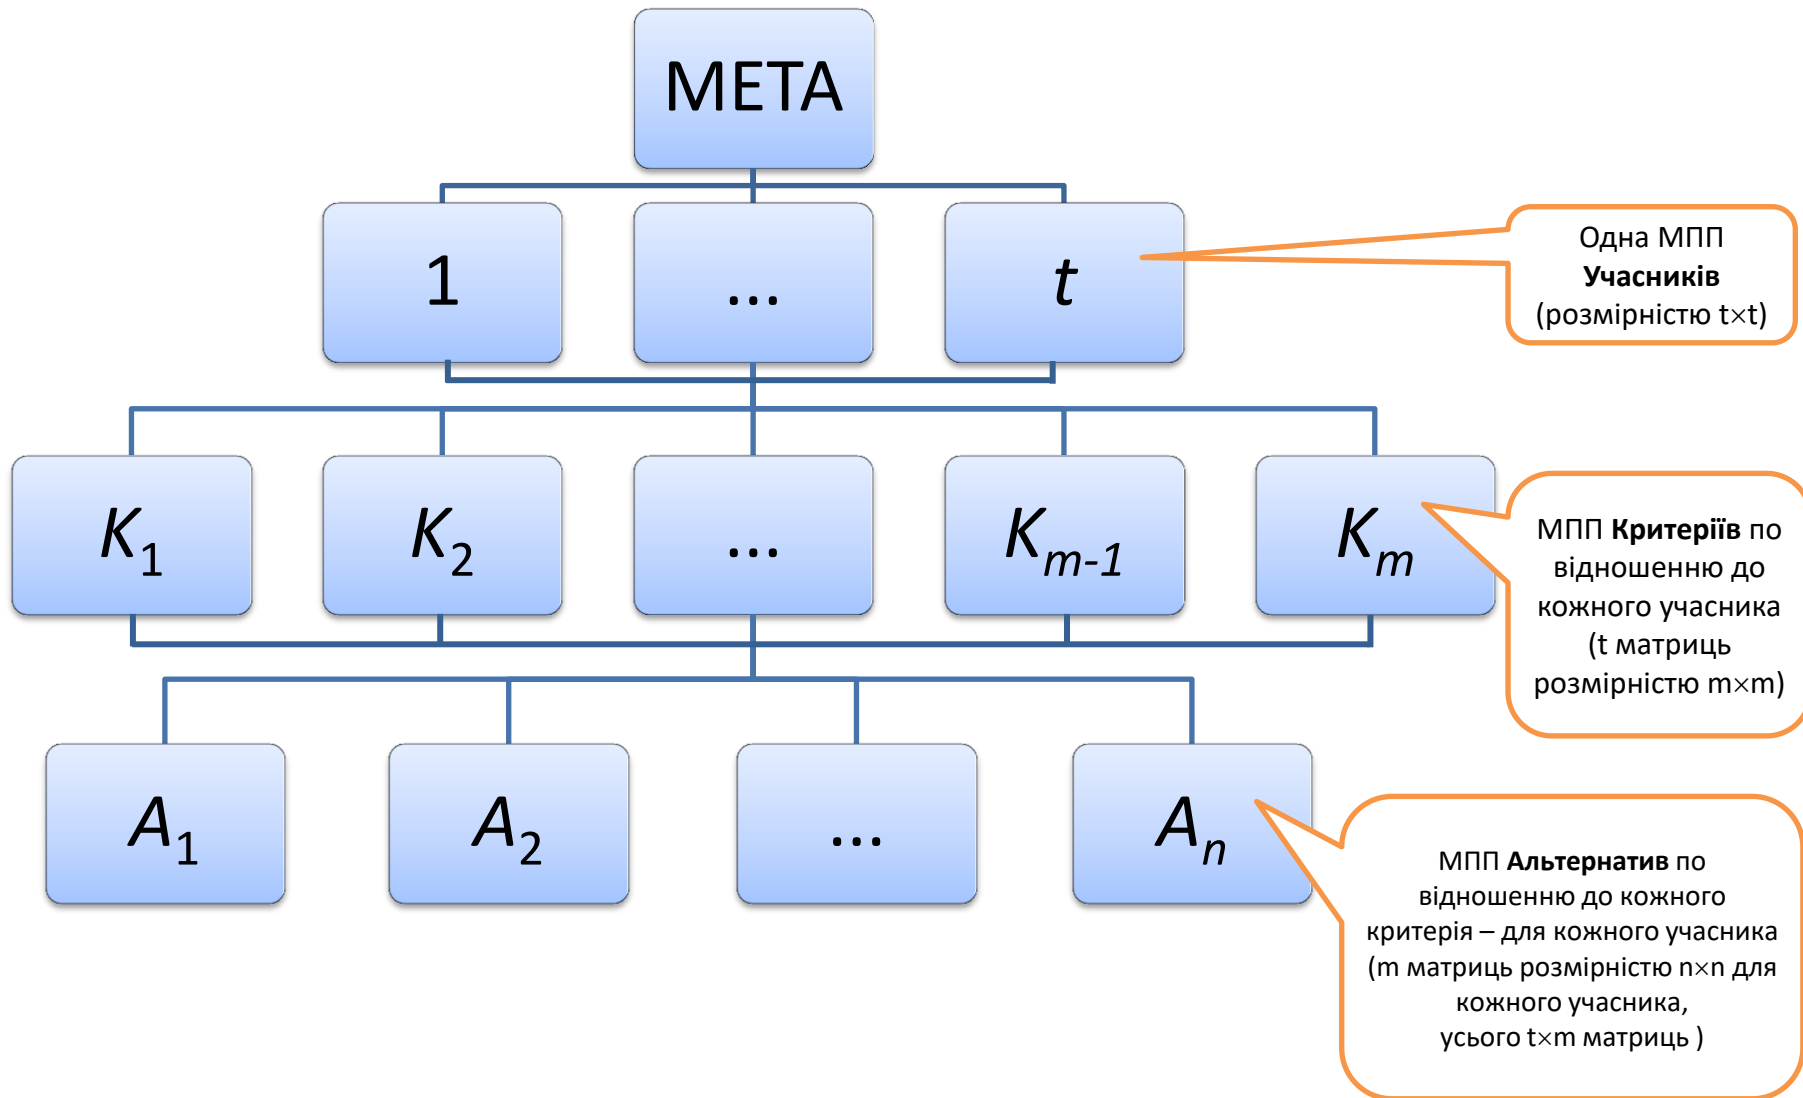 МЕТА
1
...
t
Одна МПП
Учасників
(розмірністю t×t)
K1
K2
...
Km-1
Km
МПП Критеріїв по
відношенню до
кожного учасника
(t матриць
розмірністю m×m)
A1
A2
...
An
МПП Альтернатив по
відношенню до кожного
критерія – для кожного учасника
(m матриць розмірністю n×n для
кожного учасника,
усього t×m матриць )